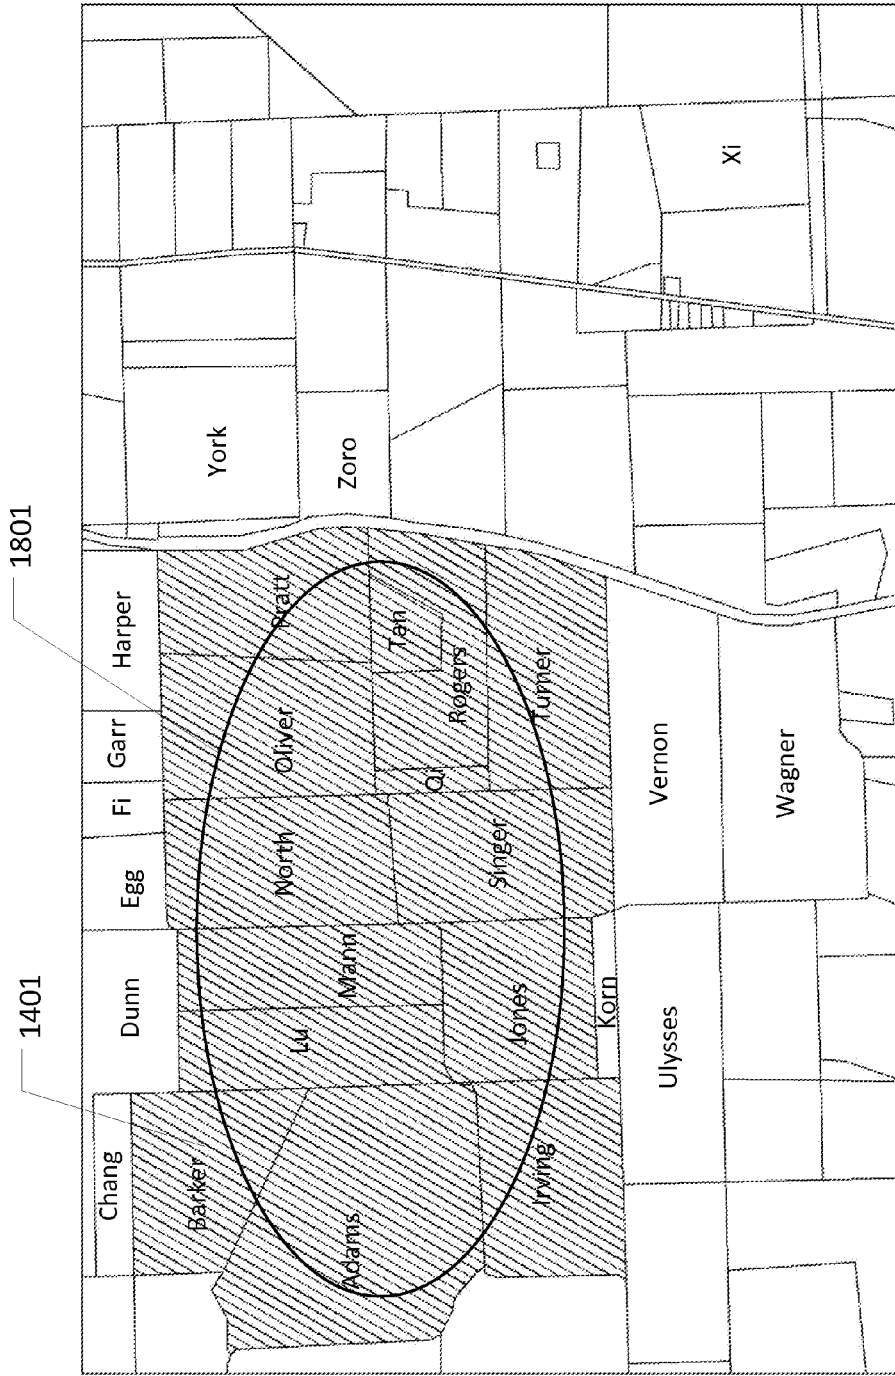 1401
1801
Chang
Dunn
Egg
Fi
Garr
Harper
Barker
Lu
Mann
North
Oliver
Pratt
York
Adams
Tan
Zoro
Rogers
Qi
Irving
Jones
Singer
Turner
Korn
Ulysses
Vernon
Wagner
Xi